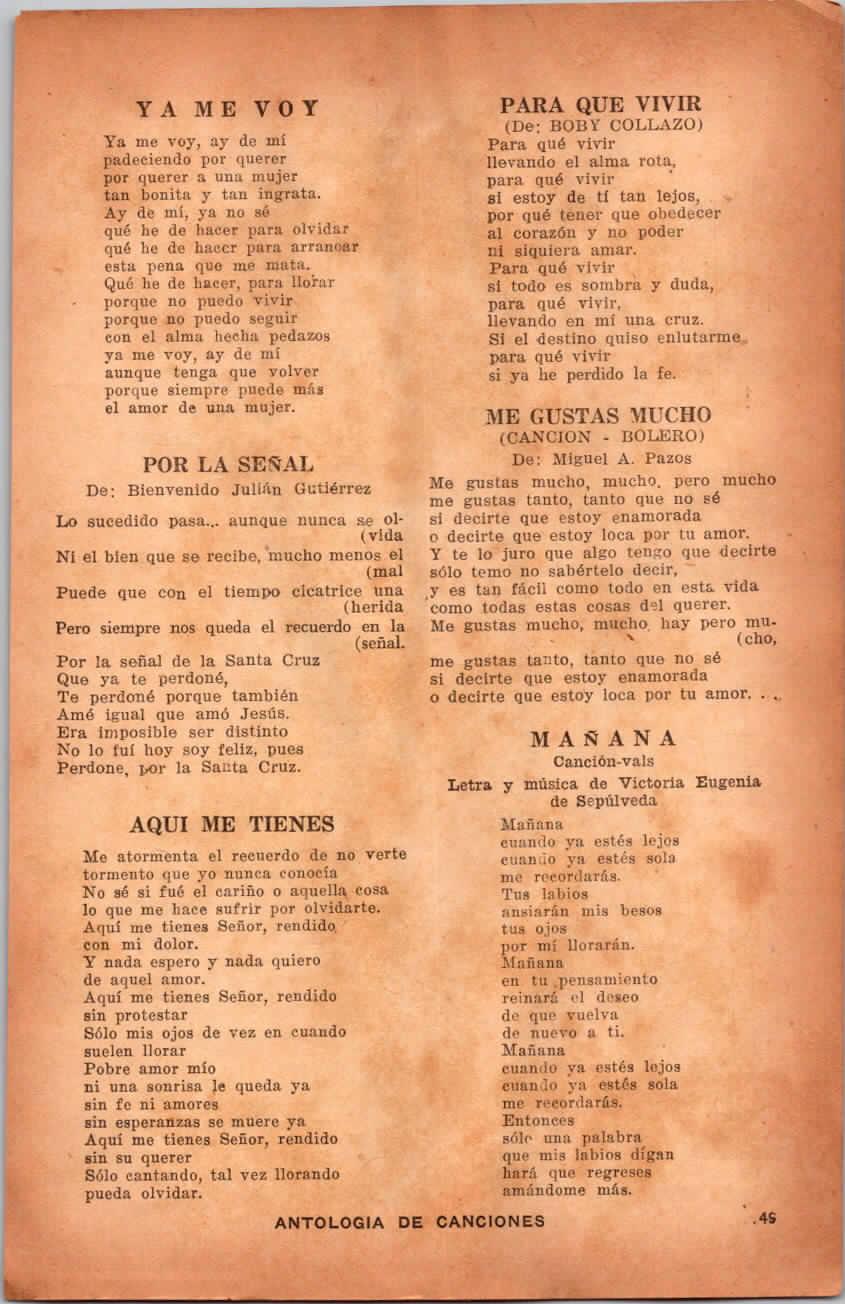 YA ME VOY
Ya me voy, ay de mí
padeciendo por querer
por querer a una mujer
tan bonita y tan ingrata.
Ay de mí, ya no sé
qué he de hacer para olvidar
qué he de hacer para arrancar
esta pena que me mata.
Qué he de hacer, para llorar
porque no puedo vivir
porque no puedo seguir
con el alma hecha pedazos
ya me voy, ay de mí
aunque tenga que volver
porque siempre puede más
el amor de una mujer.
POR LA SEÑAL
De: Bienvenido Julián Gutiérrez
Lo sucedido pasa... aunque nunca se ol-
(vida
Ni el bien que se recibe, mucho menos el
(mal
Puede que con el tiempo cicatrice una
(herida
Pero siempre nos queda el recuerdo en la
(señal.
Por la señal de la Santa Cruz
Que ya te perdoné,
Te perdoné porque también
Amé igual que amó Jesús.
Era imposible ser distinto
No lo fuí hoy soy feliz, pues
Perdone, por la Santa Cruz.
AQUI ME TIENES
Me atormenta el recuerdo de no verte
tormento que yo nunca conocía
No sé si fué el cariño o aquella cosa
lo que me hace sufrir por olvidarte.
Aquí me tienes Señor, rendido
con mi dolor.
Y nada espero y nada quiero
de aquel amor.
Aquí me tienes Señor, rendido
sin protestar
Sólo mis ojos de vez en cuando
suelen llorar
Pobre amor mío
ni una sonrisa le queda ya
sin fe ni amores
sin esperanzas se muere ya
Aquí me tienes Señor, rendido
sin su querer
Sólo cantando, tal vez llorando
pueda olvidar.
PARA QUE VIVIR
(De: BOBY COLLAZO)
Para qué vivir
llevando el alma rota,
para qué vivir
si estoy de tí tan lejos,
por qué tener que obedecer
al corazón y no poder
ni siquiera amar.
Para qué vivir
si todo es sombra y duda,
para qué vivir,
llevando en mí una cruz.
Si el destino quiso enlutarme
para qué vivir
si ya he perdido la fe.
ME GUSTAS MUCHO
(CANCION - BOLERO)
De: Miguel A. Pazos
Me gustas mucho, mucho, pero mucho
me gustas tanto, tanto que no sé
si decirte que estoy enamorada
o decirte que estoy loca por tu amor.
Y te lo juro que algo tengo que decirte
sólo temo no sabértelo decir,
y es tan fácil como todo en esta vida
como todas estas cosas del querer.
Me gustas mucho, mucho, hay pero mu-
(cho,
me gustas tanto, tanto que no sé
si decirte que estoy enamorada
o decirte que estoy loca por tu amor. . .
MAÑANA
Canción-vals
Letra y música de Victoria Eugenia
de Sepúlveda
Mañana
cuando ya estés lejos
cuando ya estés sola
me recordarás.
Tus labios
ansiarán mis besos
tus ojos
por mí llorarán.
Mañana
en tu pensamiento
reinará el deseo
de que vuelva
de nuevo a ti.
Mañana
cuando ya estés lejos
cuando ya estés sola
me recordarás.
Entonces
sólo una palabra
que mis labios dígan
hará que regreses
amándome más.
ANTOLOGIA DE CANCIONES